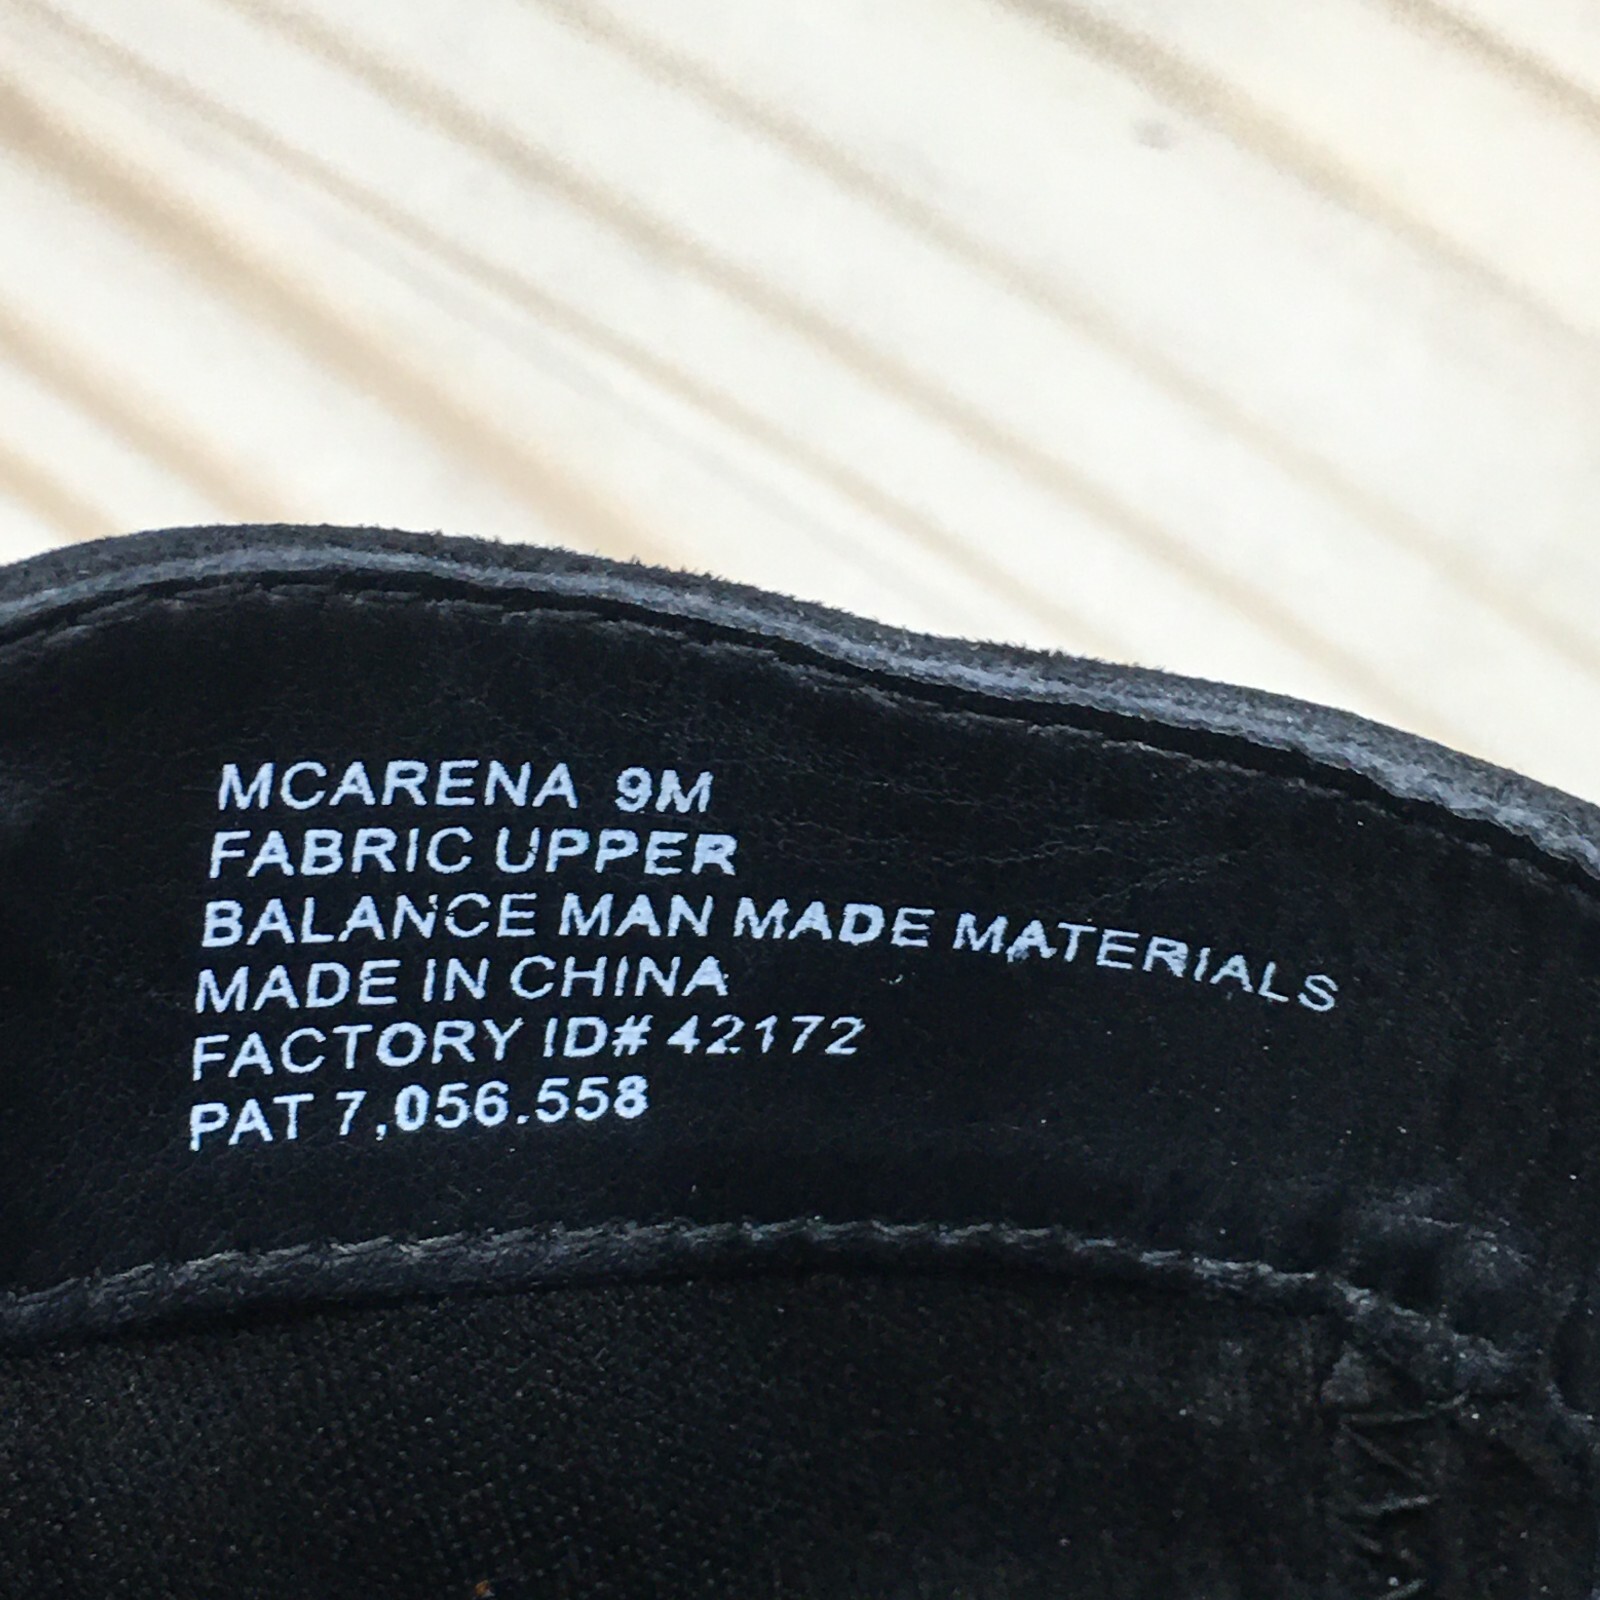 MCARENA 9M
FABRIC UPPER
BALANCE MAN MADE MATERIALS
MADE IN CHINA
FACTORY ID# 42172
PAT 7,056.558